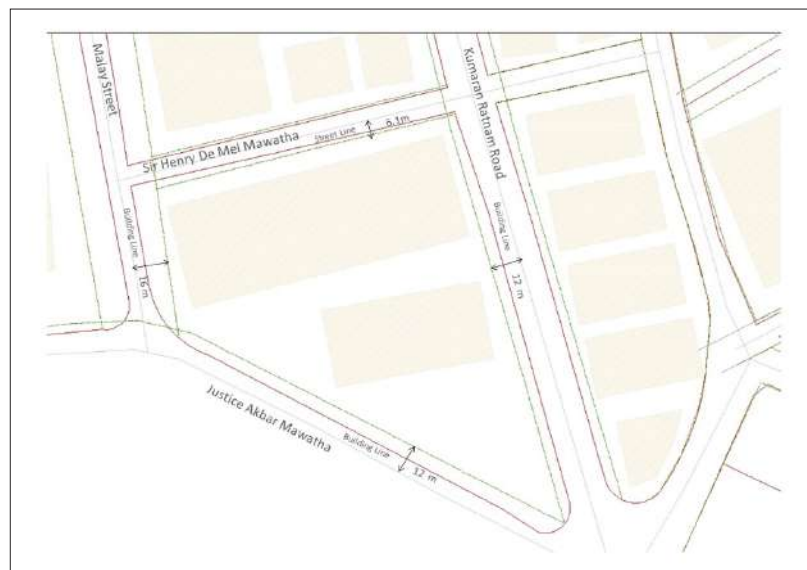 Malay Street
Kumaran Ratnam Road
Sir Henry De Mel Mawatha
Street Line
6.1m
Building Line
16 m
Building Line
12 m
Justice Akbar Mawatha
Building Line
12 m